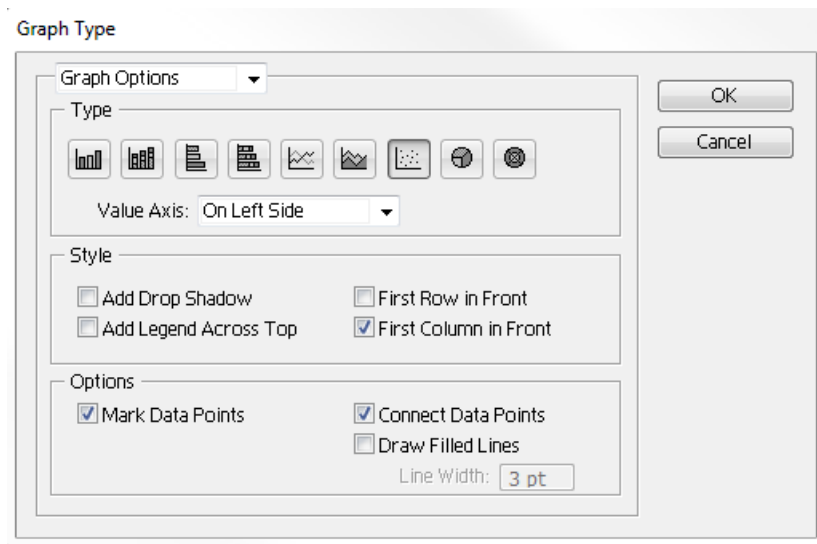 Graph Type
Graph Options
OK
Type
Cancel
Value Axis: On Left Side
Style
Add Drop Shadow
First Row in Front
Add Legend Across Top
First Column in Front
Options
Mark Data Points
Connect Data Points
Draw Filled Lines
Line Width: 3 pt